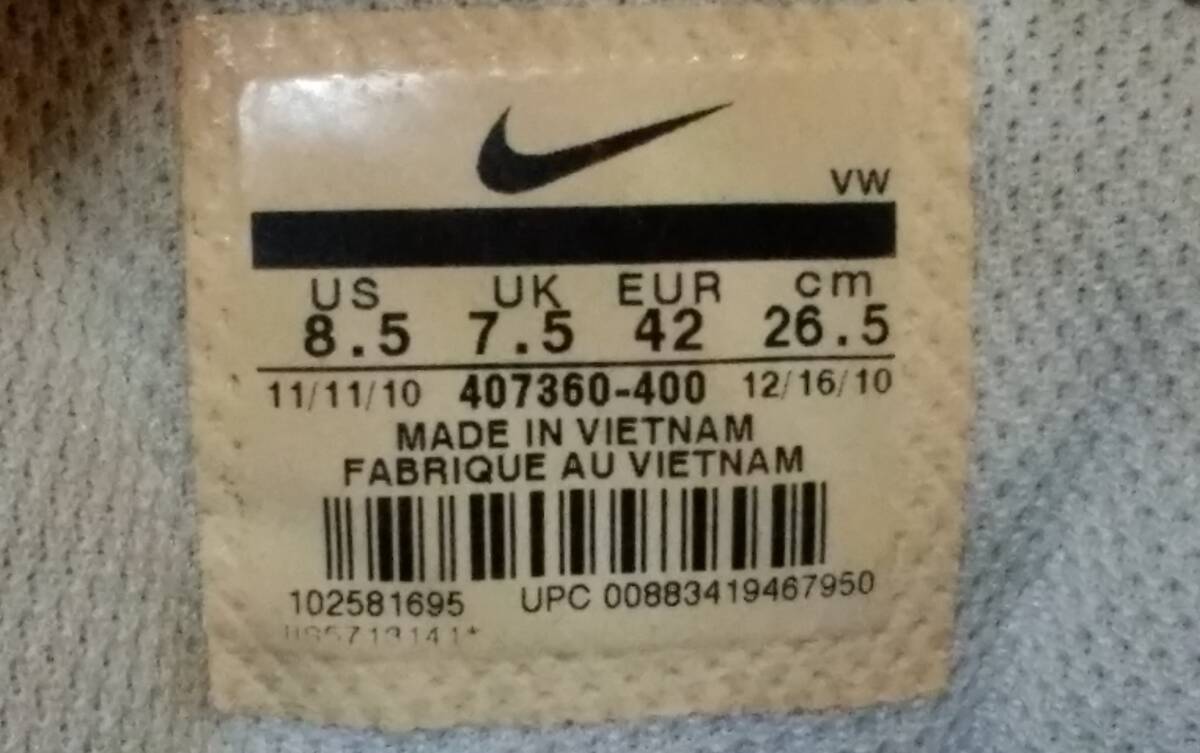 VW
US UK EUR cm
8.5 7.5 42 26.5
11/11/10 407360-400 12/16/10
MADE IN VIETNAM
FABRIQUE AU VIETNAM
102581695 UPC 00883419467950